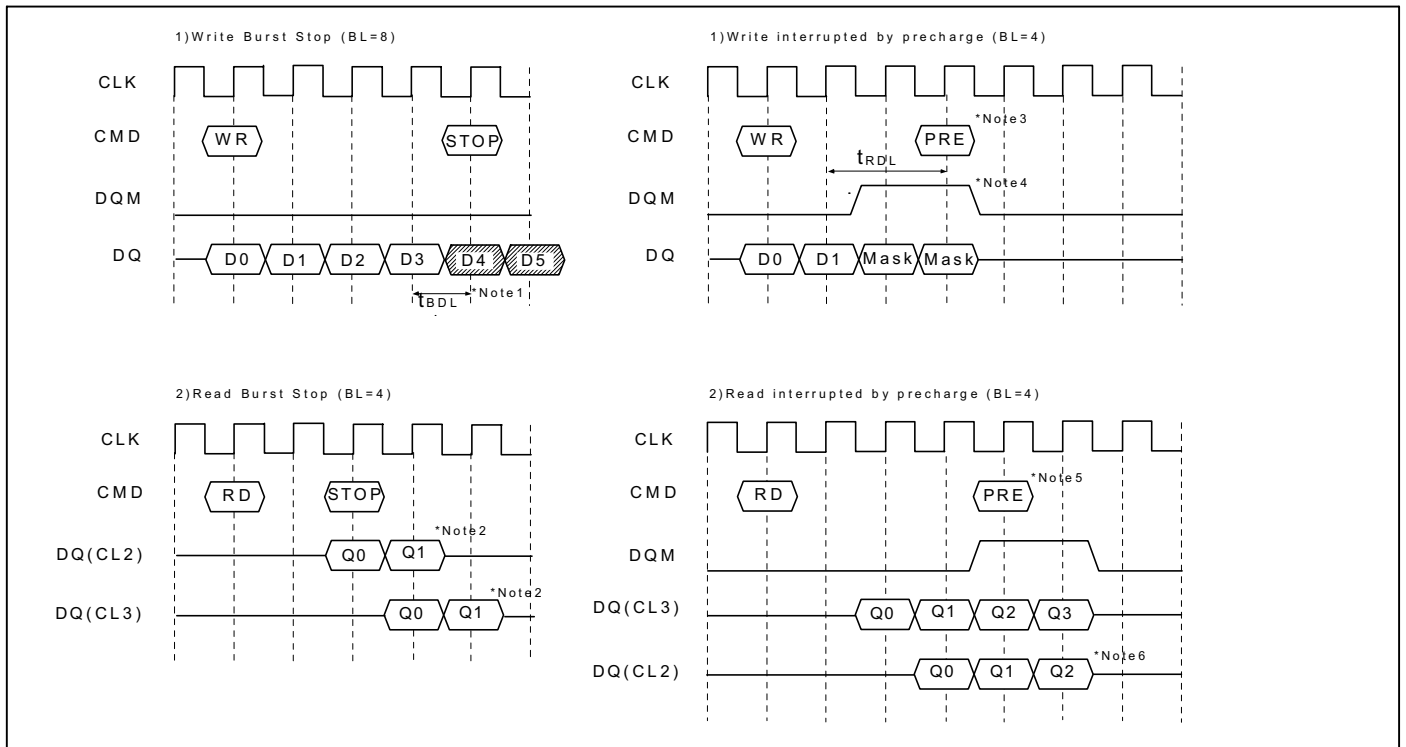 1)Write Burst Stop (BL=8)
CLK
CMD
WR
STOP
DQM
DQ
D0
D1
D2
D3
D4
D5
tBDL
*Note1
1)Write interrupted by precharge (BL=4)
CLK
CMD
WR
PRE
*Note3
tRDL
DQM
*Note4
DQ
D0
D1
Mask
Mask
2)Read Burst Stop (BL=4)
CLK
CMD
RD
STOP
DQ(CL2)
Q0
Q1
*Note2
DQ(CL3)
Q0
Q1
*Note2
2)Read interrupted by precharge (BL=4)
CLK
CMD
RD
PRE
*Note5
DQM
DQ(CL3)
Q0
Q1
Q2
Q3
DQ(CL2)
Q0
Q1
Q2
*Note6